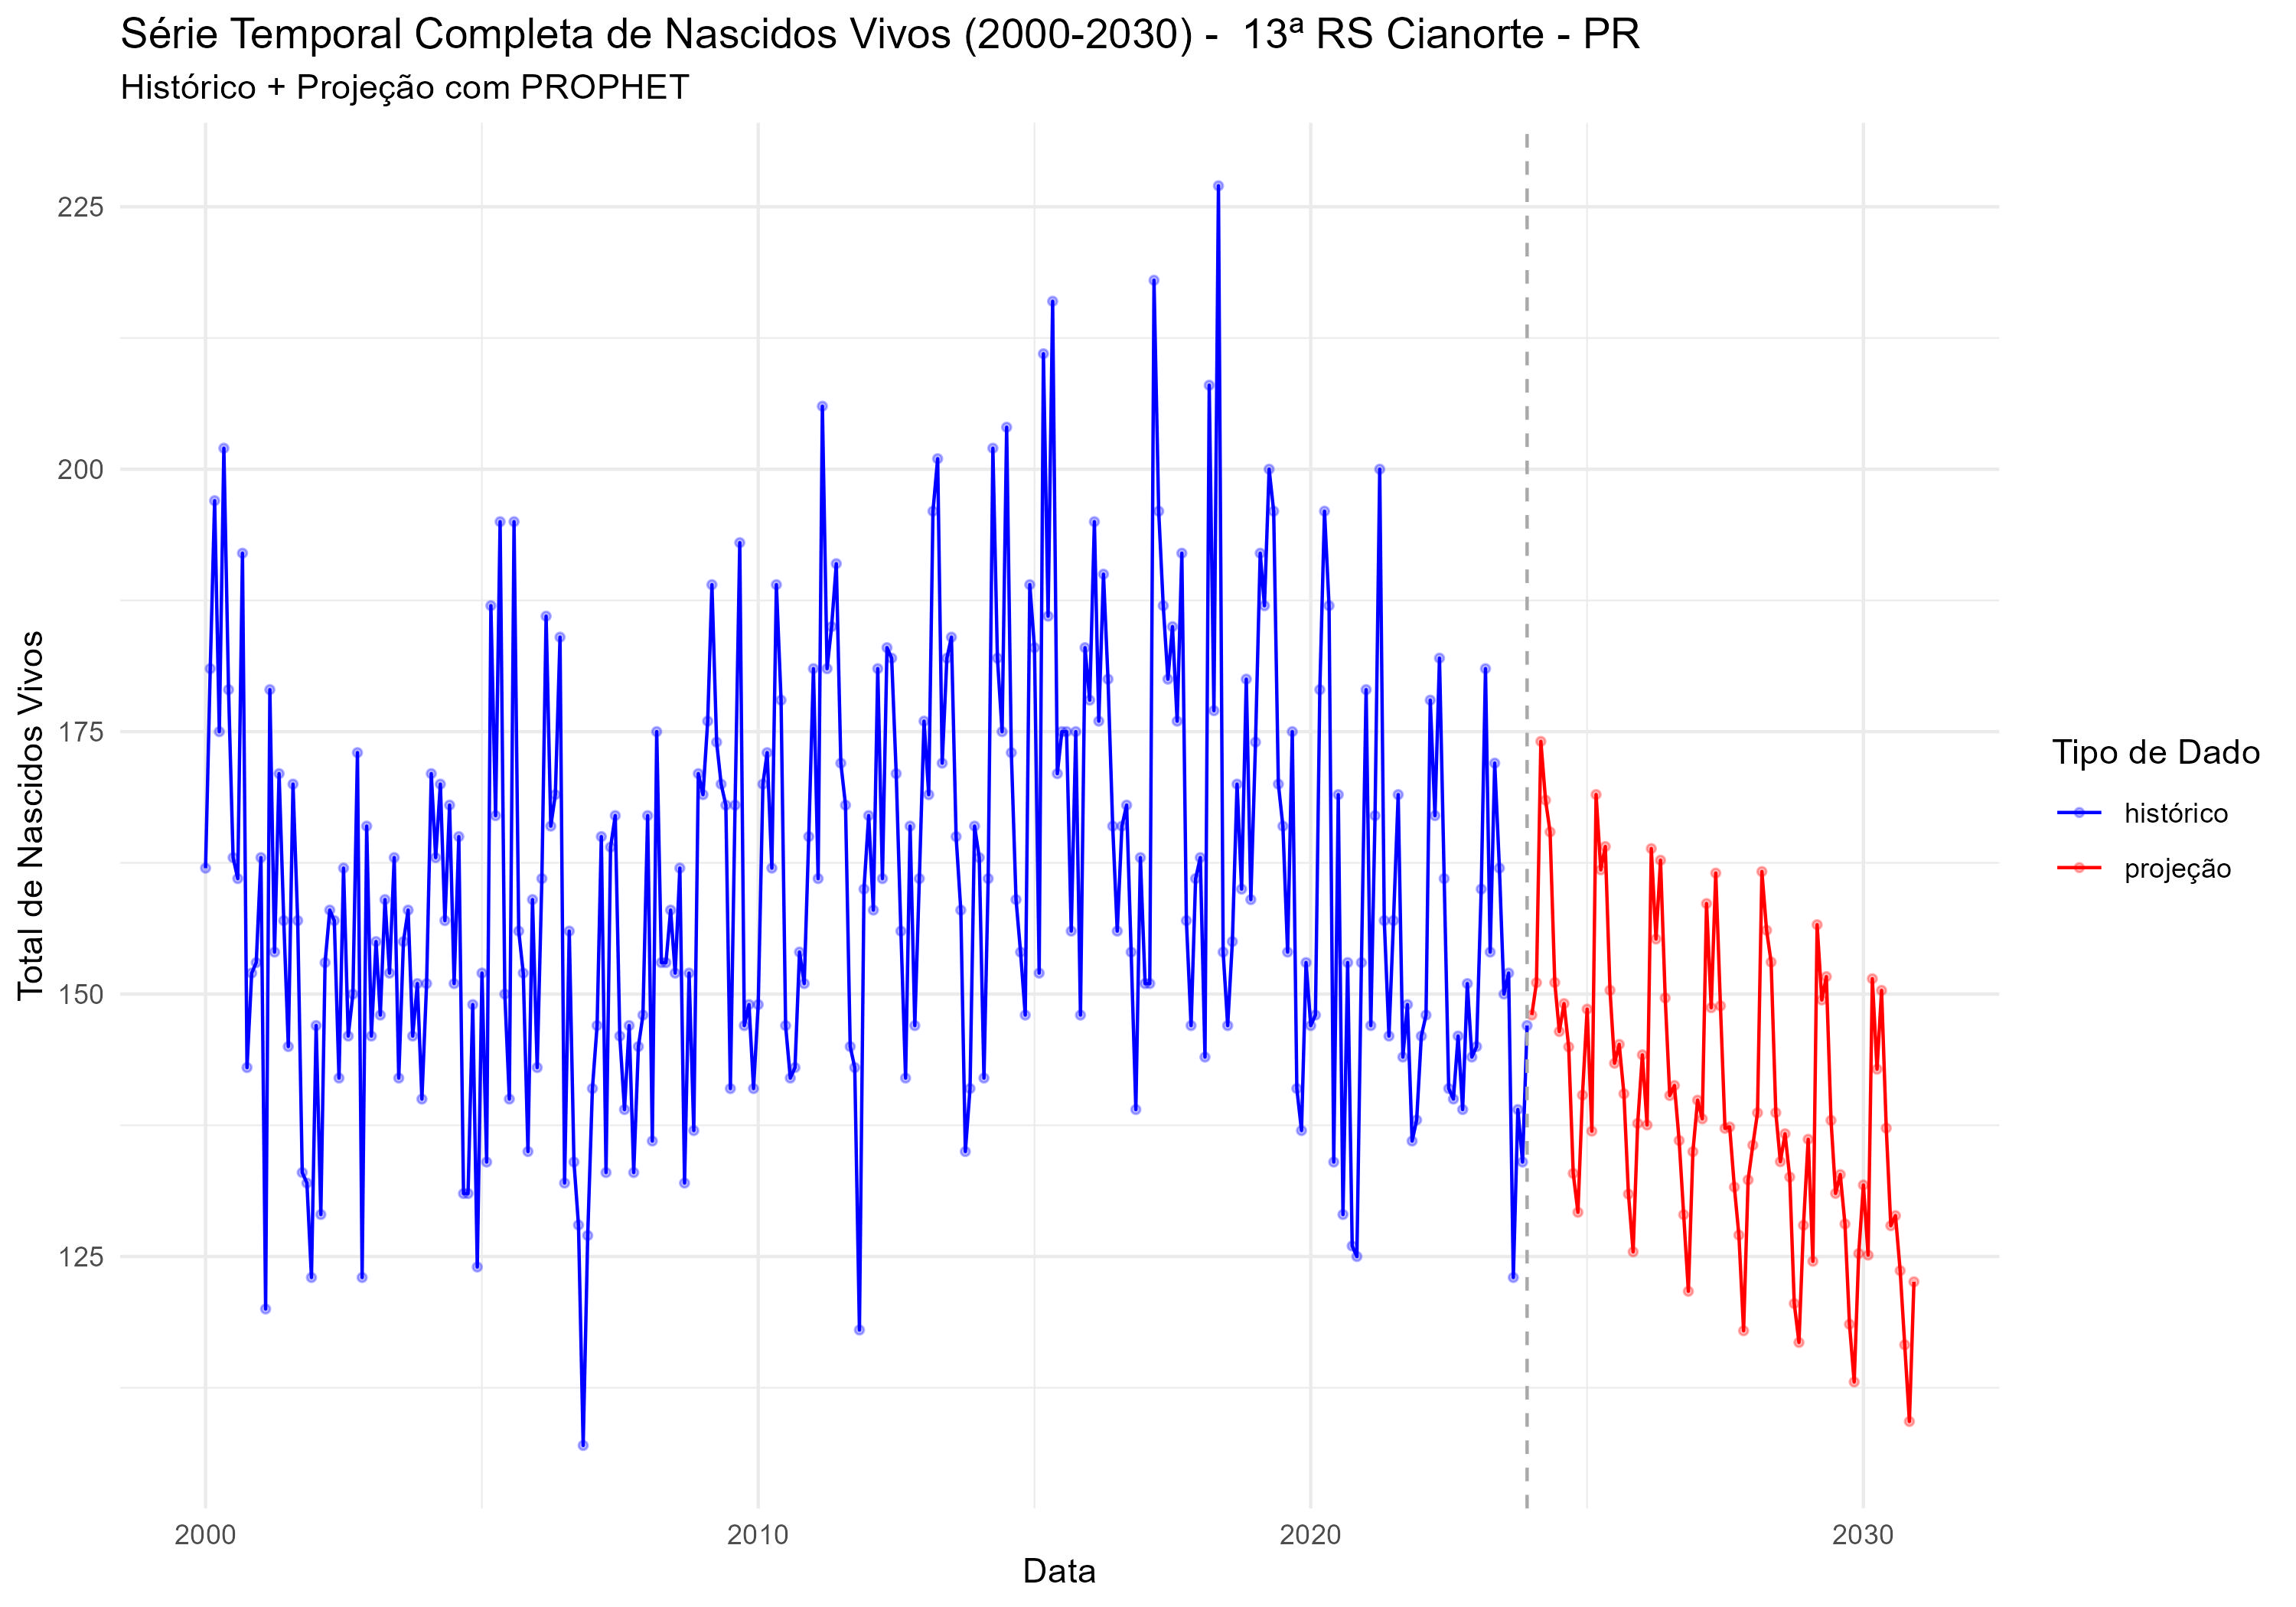 Série Temporal Completa de Nascidos Vivos (2000-2030) -  13ª RS Cianorte - PR
Histórico + Projeção com PROPHET
Total de Nascidos Vivos
225
200
175
150
125
2000
2010
2020
2030
Data
Tipo de Dado
histórico
projeção